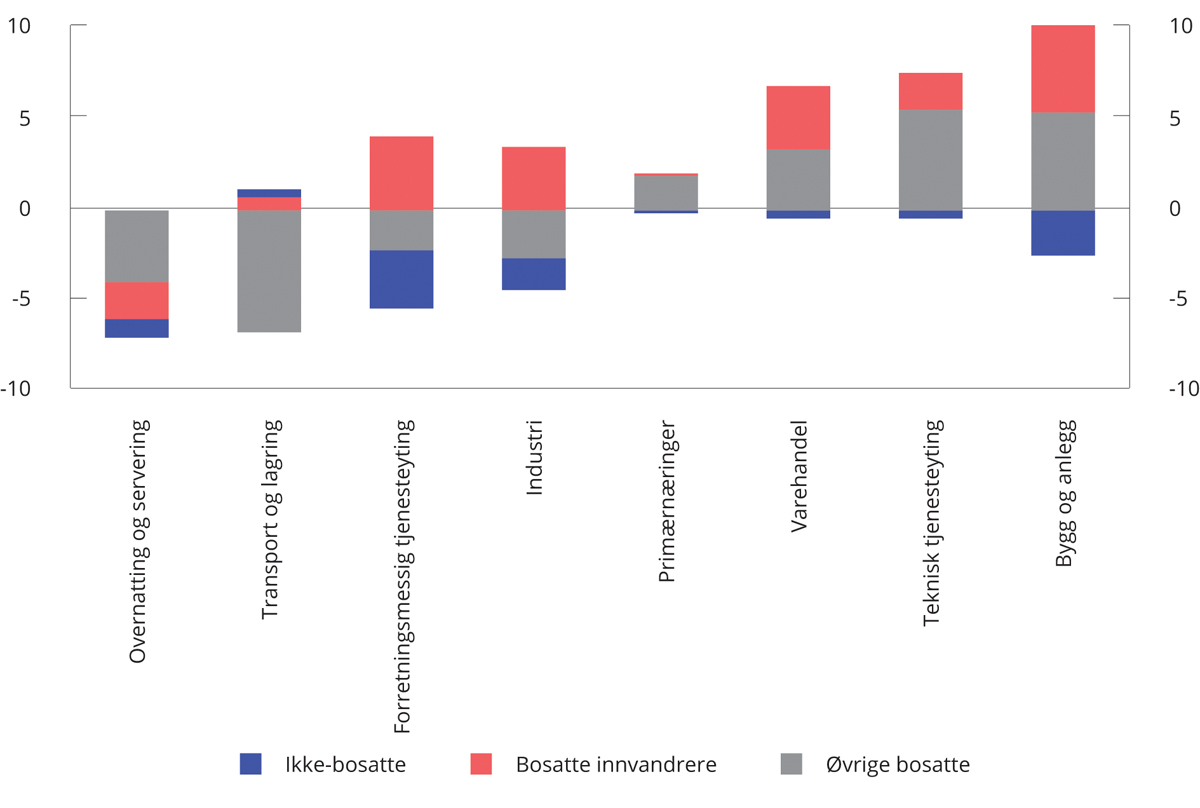 10 10
5 5
0 0
-5 -5
-10 -10
Overnatting og servering
Transport og lagring
Forretningsmessig tjenesteyting
Industri
Primærnæringer
Varehandel
Teknisk tjenesteyting
Bygg og anlegg
Ikke-bosatte Bosatte innvandrere Øvrige bosatte